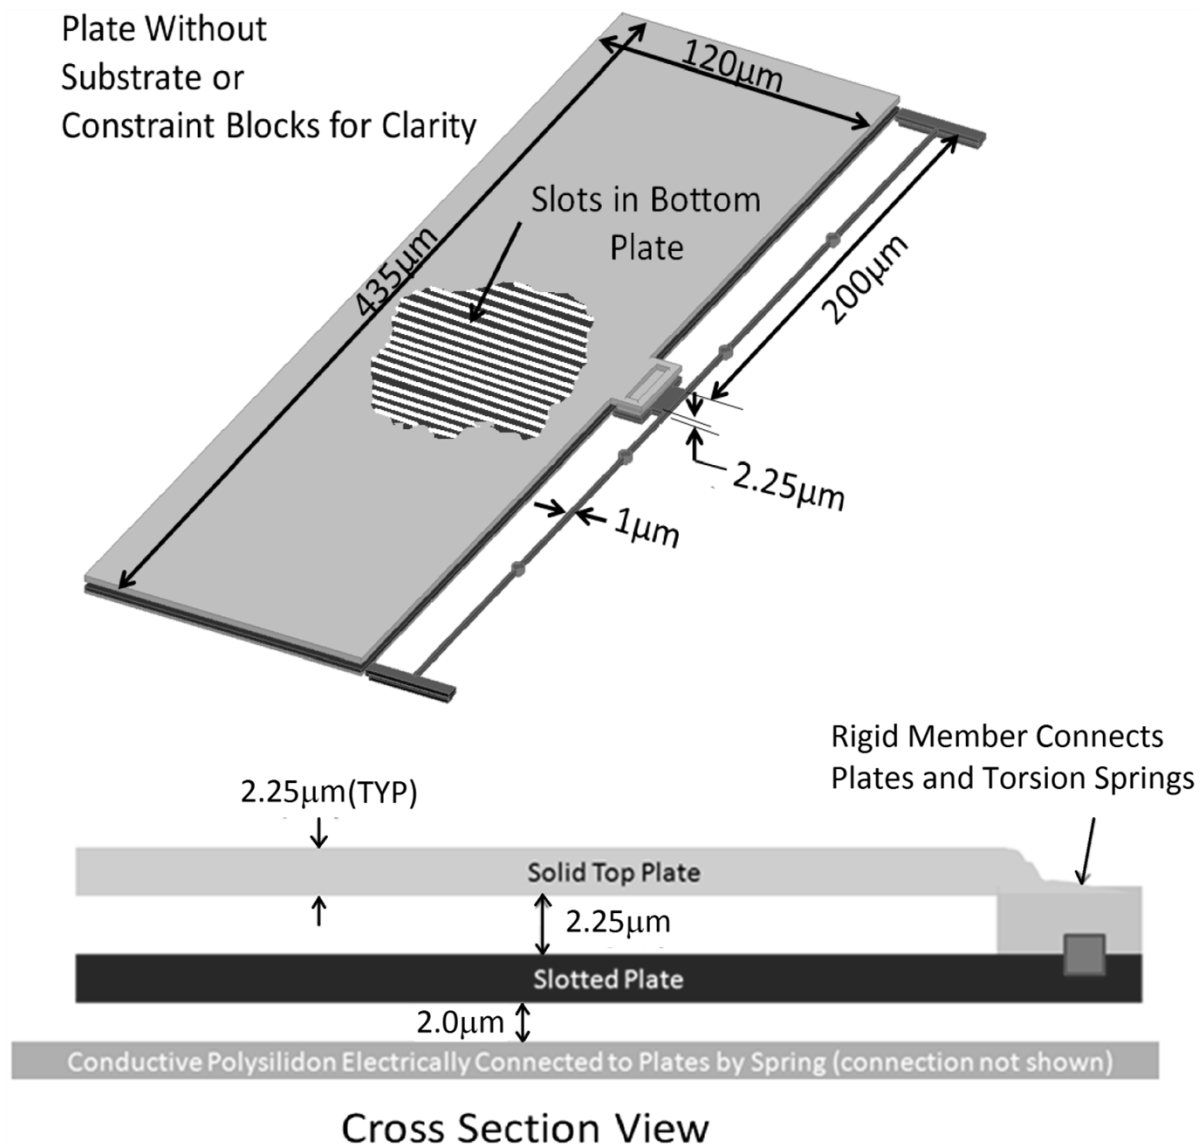 Plate Without
Substrate or
Constraint Blocks for Clarity
120μm
Slots in Bottom
Plate
435μm
200μm
2.25μm
1μm
Rigid Member Connects
Plates and Torsion Springs
2.25μm(TYP)
Solid Top Plate
2.25μm
Slotted Plate
2.0μm
Conductive Polysilidon Electrically Connected to Plates by Spring (connection not shown)
Cross Section View